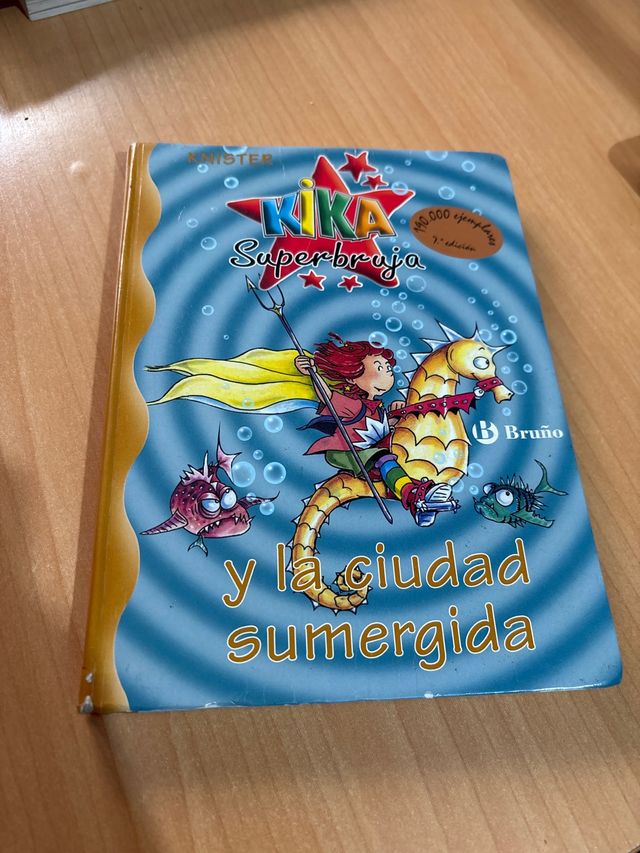 KNISTER
KIKA
Superbruja
190.000 ejemplares
7.ª edición
B Bruño
y la ciudad
sumergida